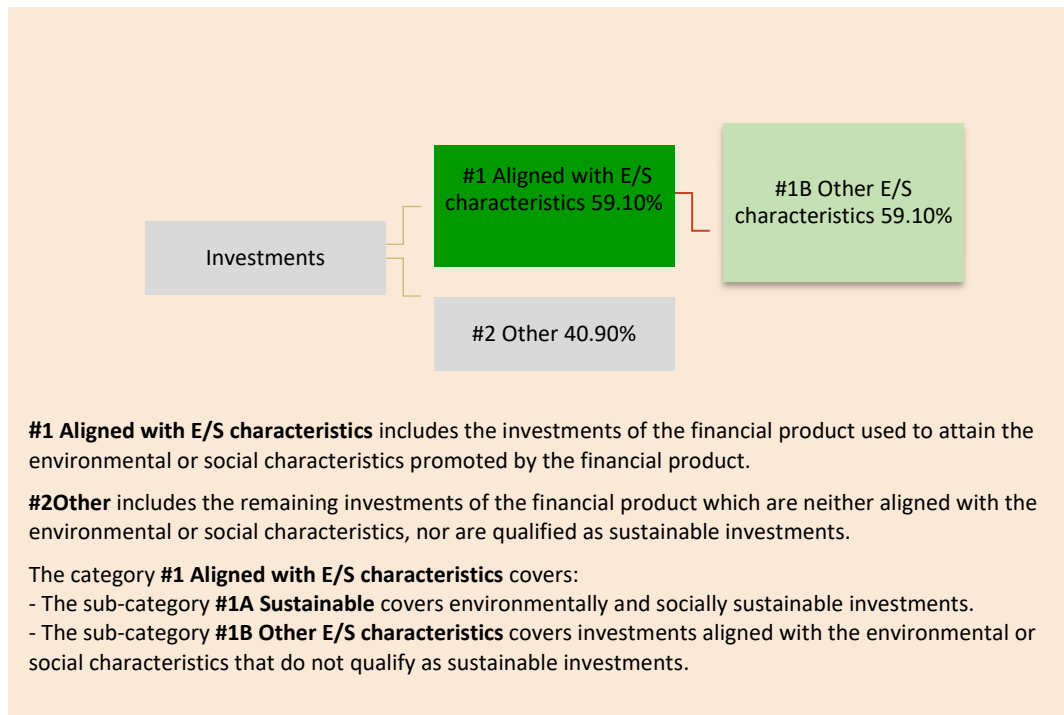 #1 Aligned with E/S
characteristics 59.10%
#1B Other E/S
characteristics 59.10%
Investments
#2 Other 40.90%
#1 Aligned with E/S characteristics includes the investments of the financial product used to attain the
environmental or social characteristics promoted by the financial product.
#2Other includes the remaining investments of the financial product which are neither aligned with the
environmental or social characteristics, nor are qualified as sustainable investments.
The category #1 Aligned with E/S characteristics covers:
- The sub-category #1A Sustainable covers environmentally and socially sustainable investments.
- The sub-category #1B Other E/S characteristics covers investments aligned with the environmental or
social characteristics that do not qualify as sustainable investments.